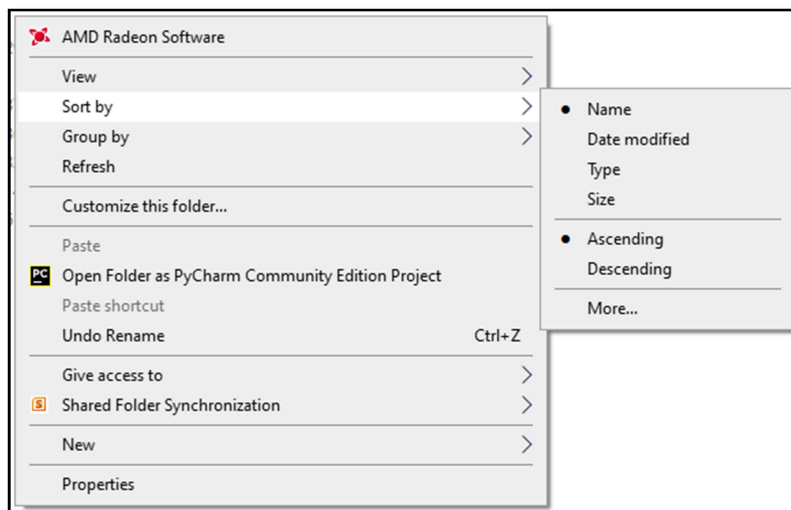 AMD Radeon Software
View
Sort by
Group by
Refresh
Customize this folder...
Paste
PC Open Folder as PyCharm Community Edition Project
Paste shortcut
Undo Rename Ctrl+Z
Give access to
S Shared Folder Synchronization
New
Properties
Name
Date modified
Type
Size
Ascending
Descending
More...